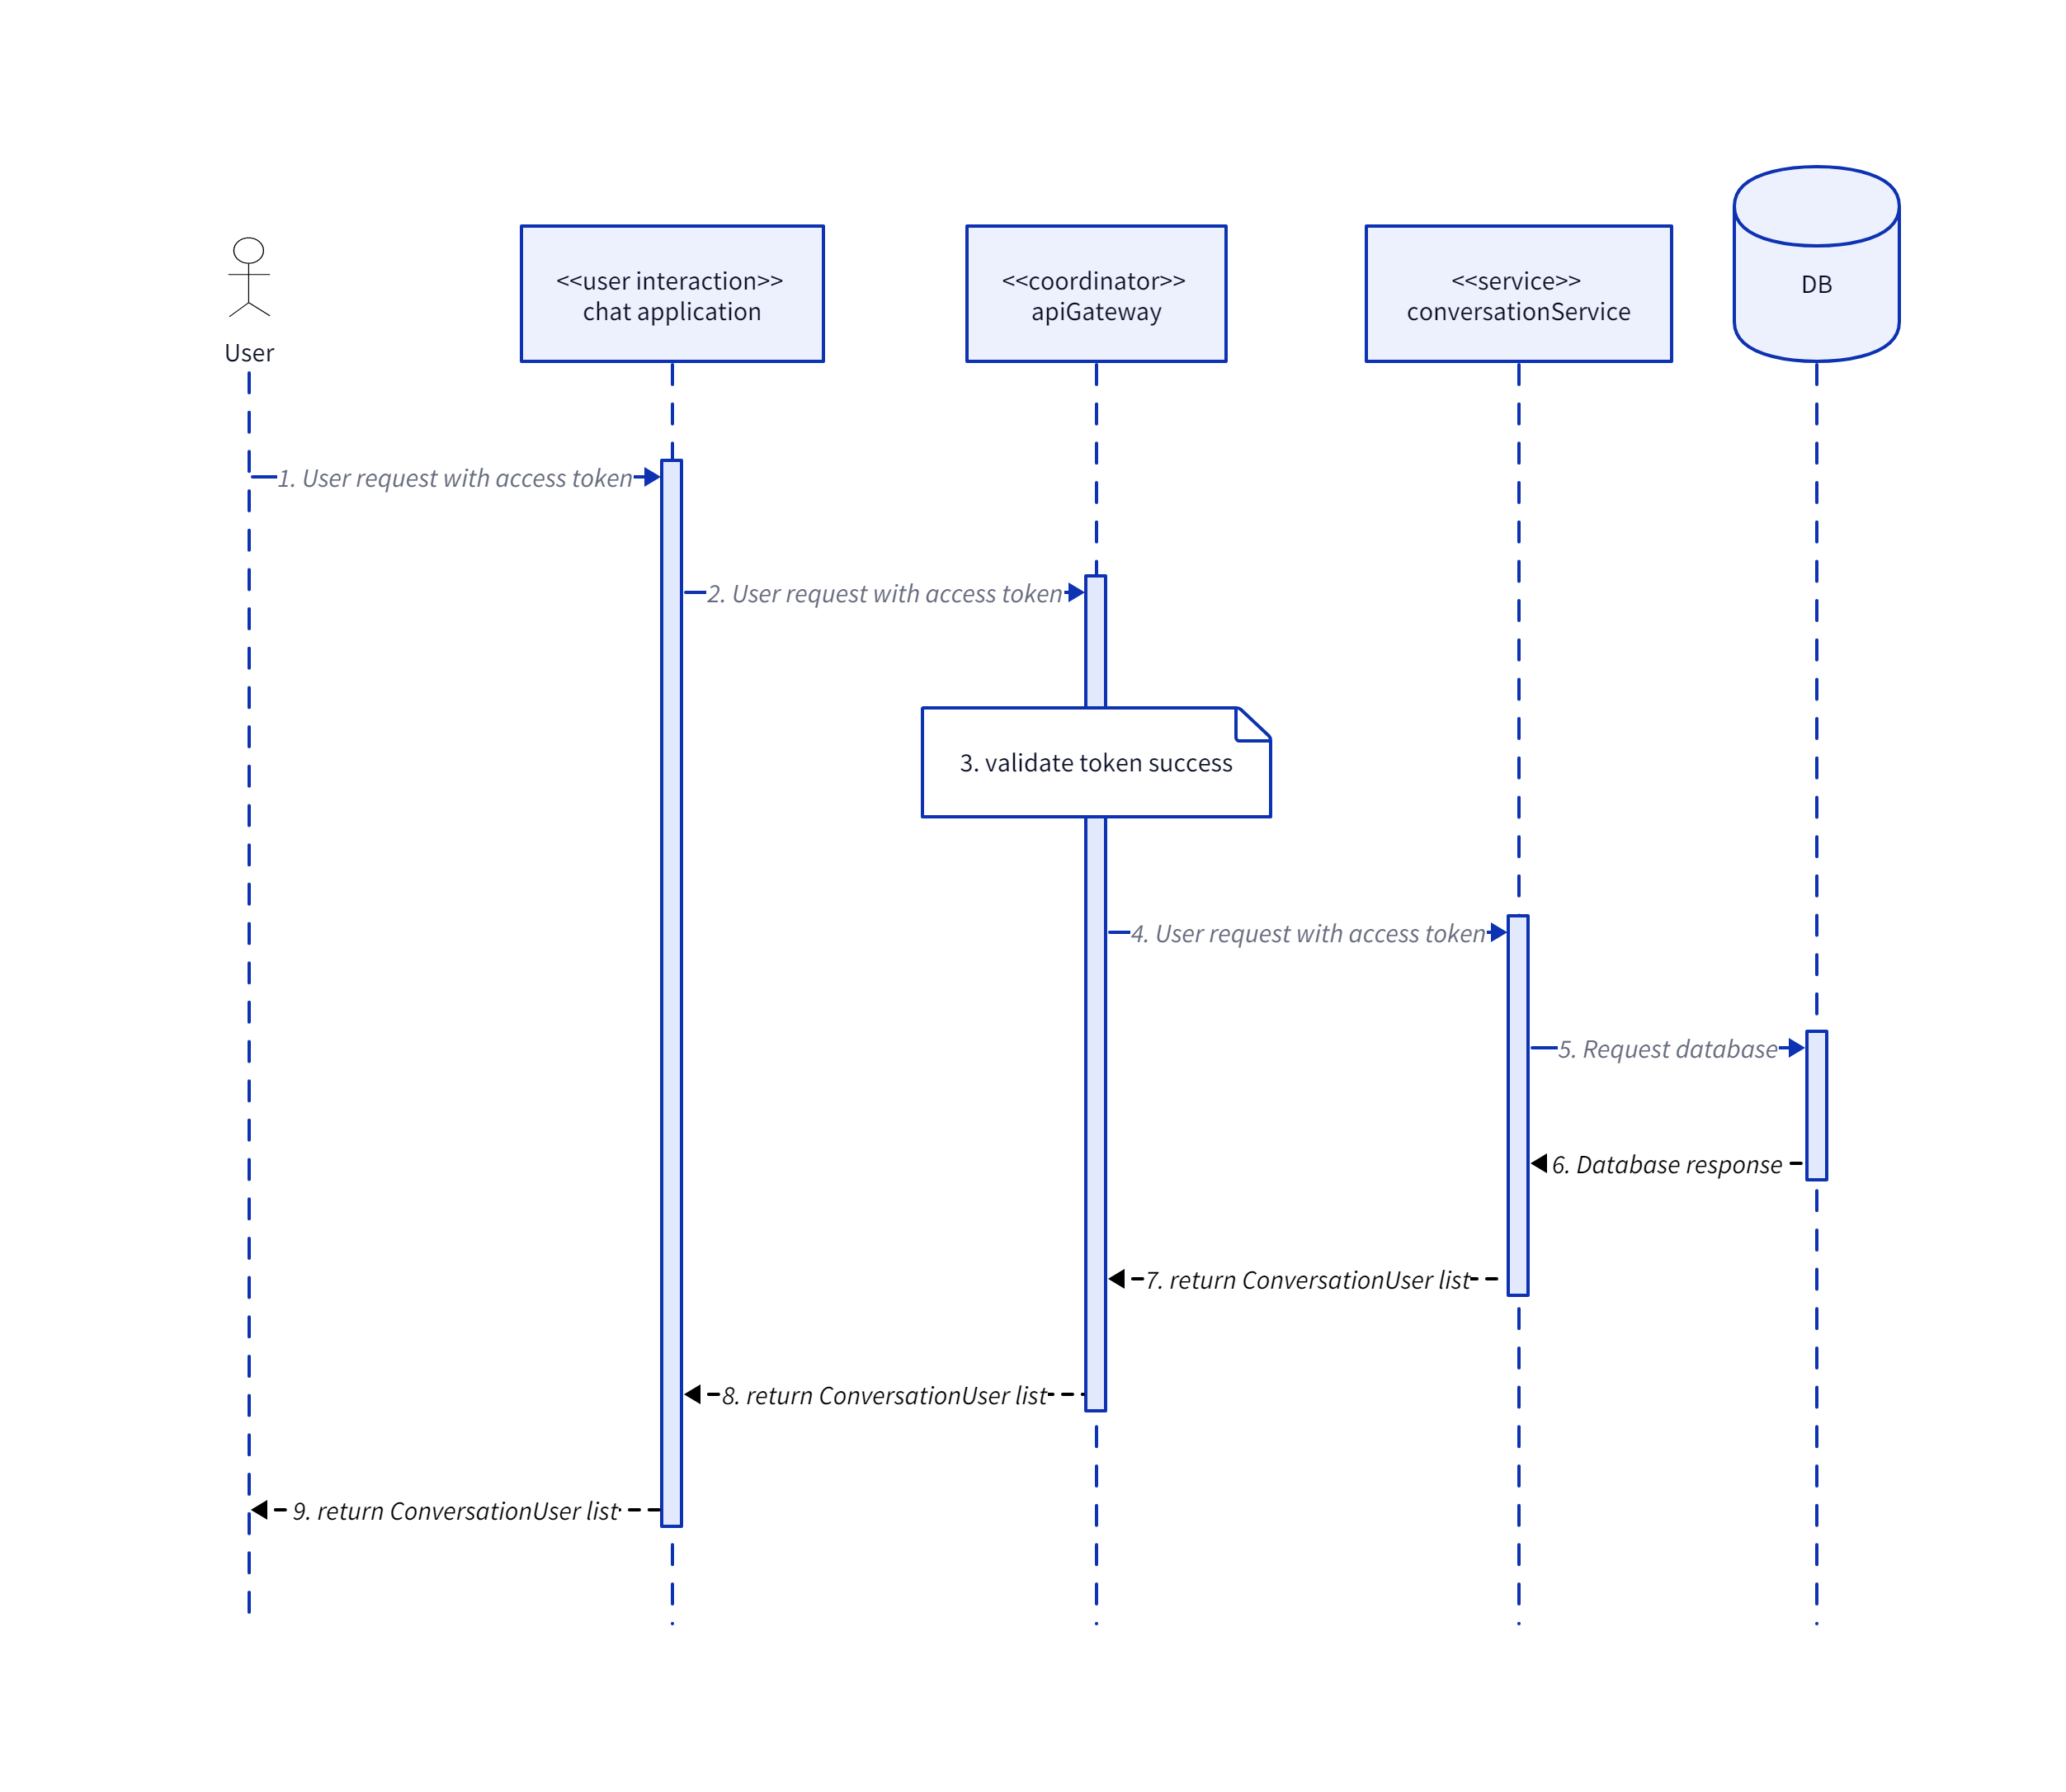 <<user interaction>>
chat application
<<coordinator>>
apiGateway
<<service>>
conversationService
DB
User
1. User request with access token
2. User request with access token
3. validate token success
4. User request with access token
5. Request database
6. Database response
7. return ConversationUser list
8. return ConversationUser list
9. return ConversationUser list